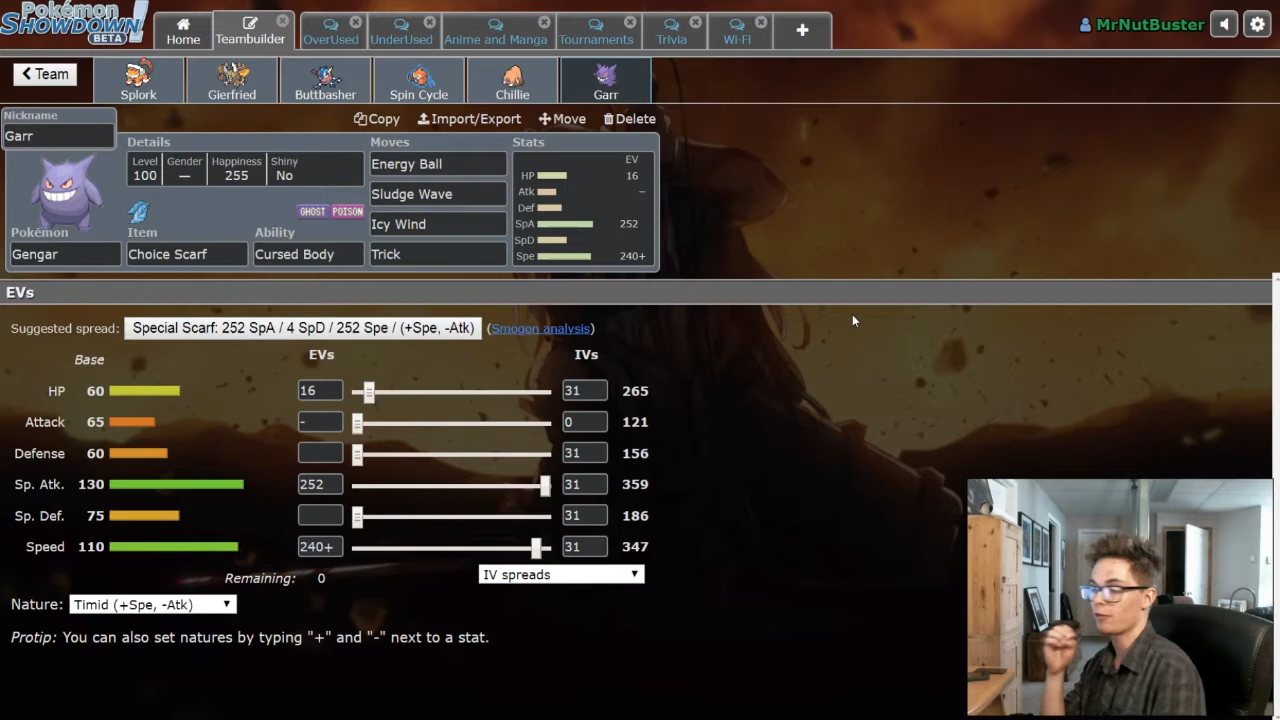 Pokémon
Showdown!
BETA
Home
Teambuilder
OverUsed
UnderUsed
Anime and Manga
Tournaments
Trivia
Wi-Fi
+
MrNutBuster
Team
Splork
Gierfried
Buttbasher
Spin Cycle
Chillie
Garr
Nickname
Garr
Copy
Import/Export
Move
Delete
Details
Level
Gender
Happiness
Shiny
100
—
255
No
GHOST
POISON
Pokémon
Gengar
Item
Choice Scarf
Ability
Cursed Body
Moves
Energy Ball
Sludge Wave
Icy Wind
Trick
Stats
EV
HP 16
Atk –
Def
SpA 252
SpD
Spe 240+
EVs
Suggested spread: Special Scarf: 252 SpA / 4 SpD / 252 Spe / (+Spe, -Atk) (Smogon analysis)
Base EVs IVs
HP 60 16 31 265
Attack 65 - 0 121
Defense 60 31 156
Sp. Atk. 130 252 31 359
Sp. Def. 75 31 186
Speed 110 240+ 31 347
Remaining: 0
IV spreads
Nature: Timid (+Spe, -Atk)
Protip: You can also set natures by typing "+" and "-" next to a stat.